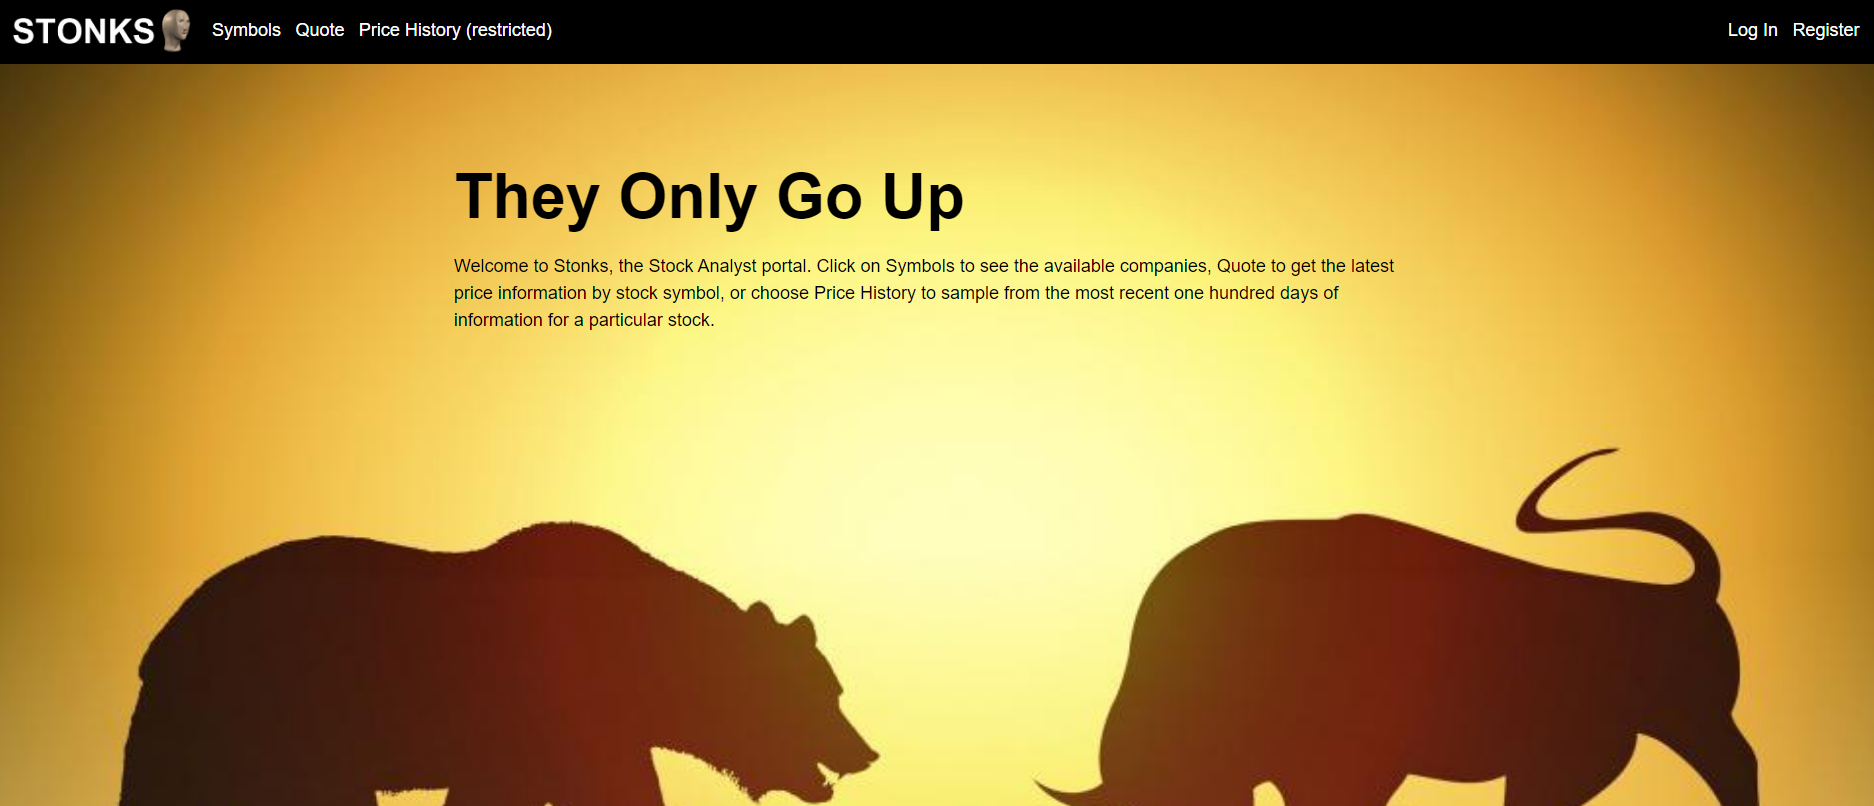 STONKS Symbols Quote Price History (restricted) Log In Register
They Only Go Up
Welcome to Stonks, the Stock Analyst portal. Click on Symbols to see the available companies, Quote to get the latest
price information by stock symbol, or choose Price History to sample from the most recent one hundred days of
information for a particular stock.